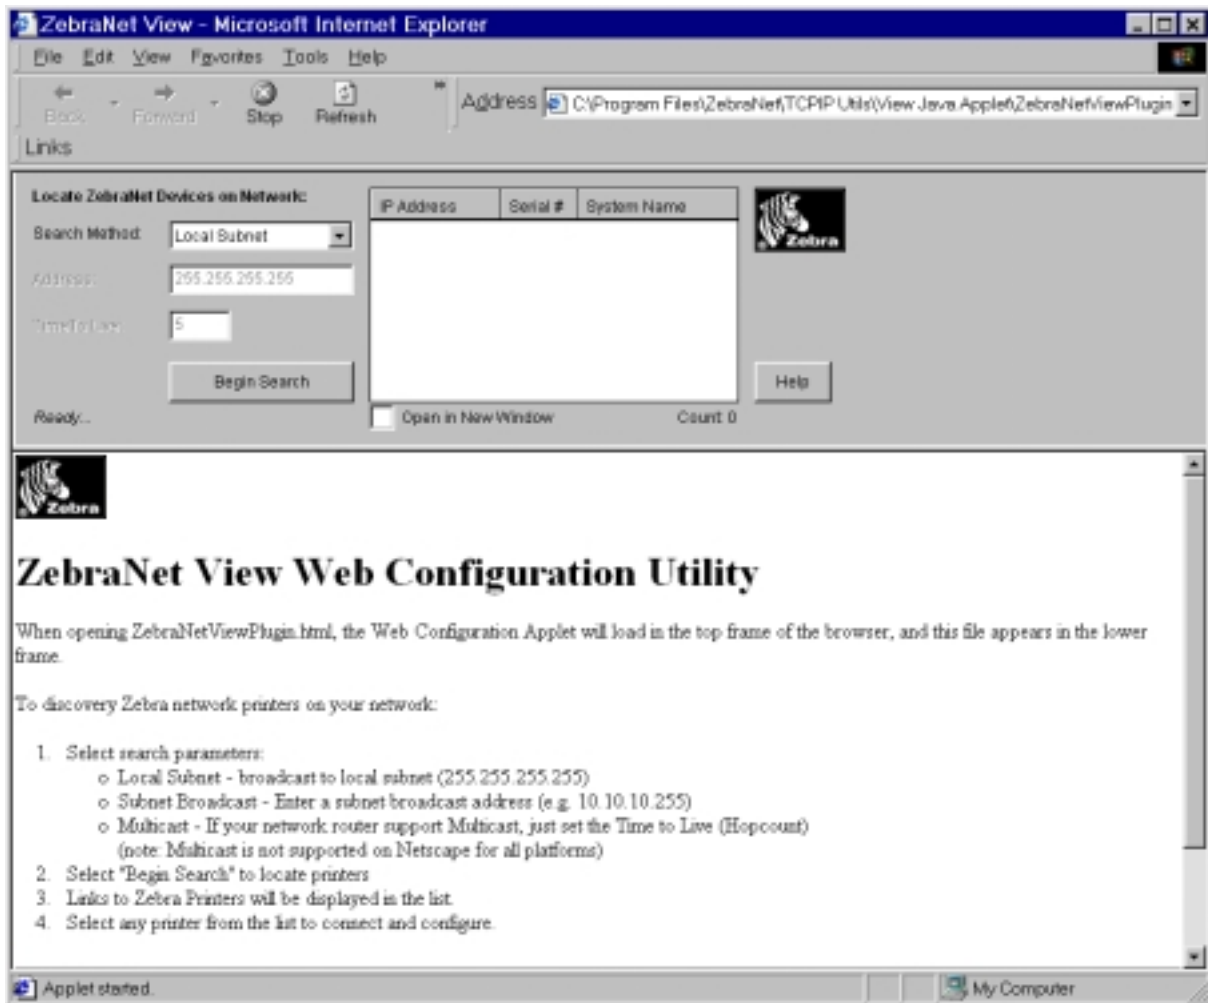 ZebraNet View - Microsoft Internet Explorer
File Edit View Favorites Tools Help
Back Forward Stop Refresh Address C:\Program Files\ZebraNet\TCPIP Utils\View Java Applet\ZebraNetViewPlugin
Links
Locate ZebraNet Devices on Network:
IP Address Serial # System Name
Search Method: Local Subnet
Zebra
Address: 255.255.255.255
Time To Live: 5
Begin Search
Help
Ready...
Open in New Window Count: 0
Zebra
ZebraNet View Web Configuration Utility
When opening ZebraNetViewPlugin.html, the Web Configuration Applet will load in the top frame of the browser, and this file appears in the lower
frame.
To discovery Zebra network printers on your network:
1. Select search parameters:
o Local Subnet - broadcast to local subnet (255.255.255.255)
o Subnet Broadcast - Enter a subnet broadcast address (e.g. 10.10.10.255)
o Multicast - If your network router support Multicast, just set the Time to Live (Hopcount)
(note: Multicast is not supported on Netscape for all platforms)
2. Select "Begin Search" to locate printers
3. Links to Zebra Printers will be displayed in the list.
4. Select any printer from the list to connect and configure.
Applet started. My Computer